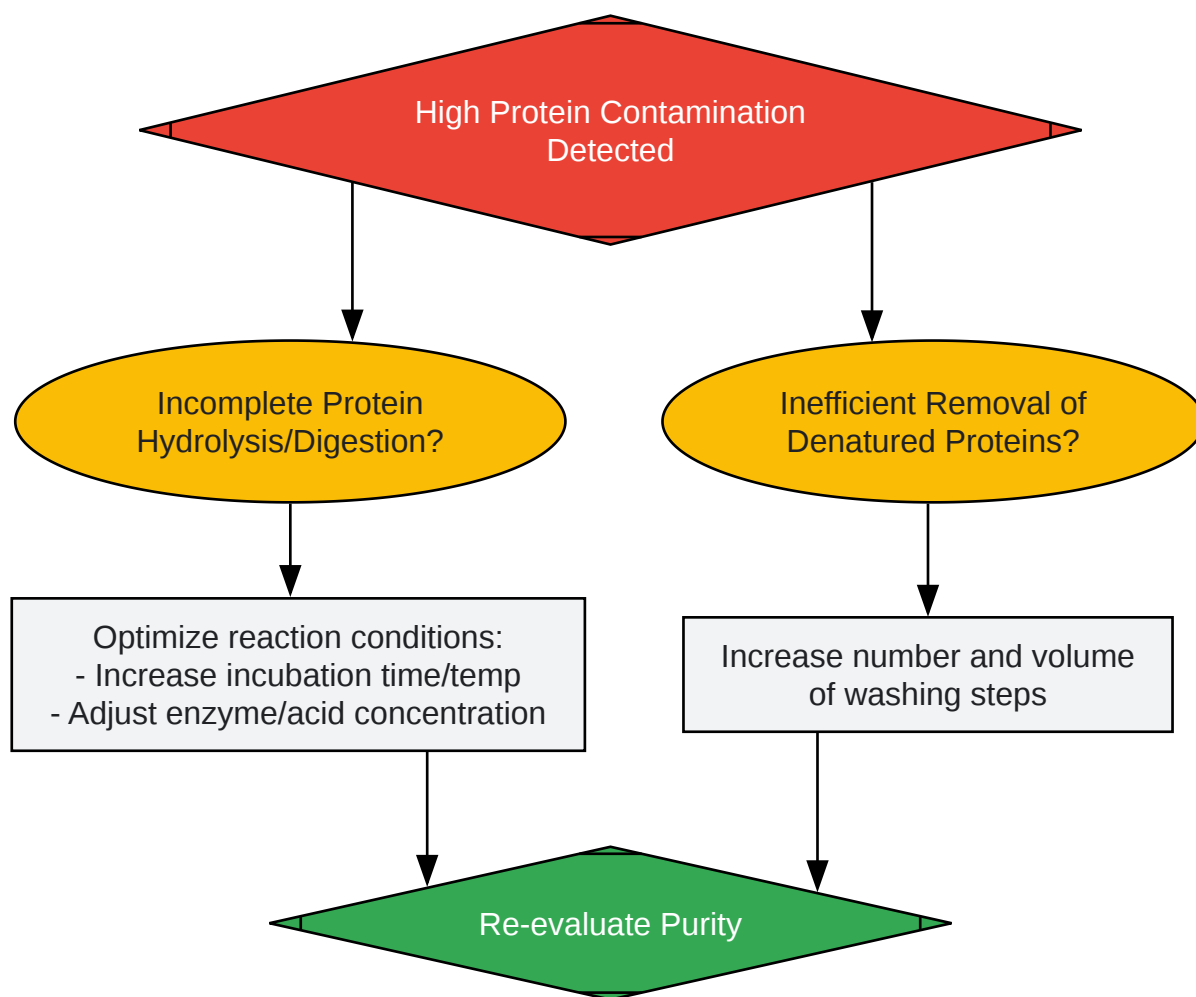 High Protein Contamination
Detected
Incomplete Protein
Hydrolysis/Digestion?
Inefficient Removal of
Denatured Proteins?
Optimize reaction conditions:
- Increase incubation time/temp
- Adjust enzyme/acid concentration
Increase number and volume
of washing steps
Re-evaluate Purity